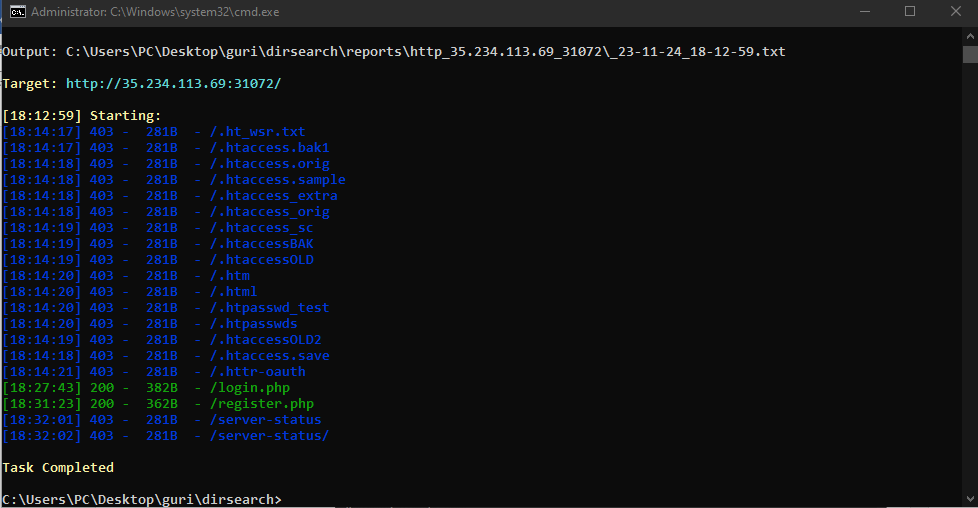 Administrator: C:\Windows\system32\cmd.exe
Output: C:\Users\PC\Desktop\guri\dirsearch\reports\http_35.234.113.69_31072\_23-11-24_18-12-59.txt
Target: http://35.234.113.69:31072/
[18:12:59] Starting:
[18:14:17] 403 -  281B  - /.ht_wsr.txt
[18:14:17] 403 -  281B  - /.htaccess.bak1
[18:14:18] 403 -  281B  - /.htaccess.orig
[18:14:18] 403 -  281B  - /.htaccess.sample
[18:14:18] 403 -  281B  - /.htaccess_extra
[18:14:18] 403 -  281B  - /.htaccess_orig
[18:14:19] 403 -  281B  - /.htaccess_sc
[18:14:19] 403 -  281B  - /.htaccessBAK
[18:14:19] 403 -  281B  - /.htaccessOLD
[18:14:20] 403 -  281B  - /.htm
[18:14:20] 403 -  281B  - /.html
[18:14:20] 403 -  281B  - /.htpasswd_test
[18:14:20] 403 -  281B  - /.htpasswds
[18:14:19] 403 -  281B  - /.htaccessOLD2
[18:14:18] 403 -  281B  - /.htaccess.save
[18:14:21] 403 -  281B  - /.httr-oauth
[18:27:43] 200 -  382B  - /login.php
[18:31:23] 200 -  362B  - /register.php
[18:32:01] 403 -  281B  - /server-status
[18:32:02] 403 -  281B  - /server-status/
Task Completed
C:\Users\PC\Desktop\guri\dirsearch>